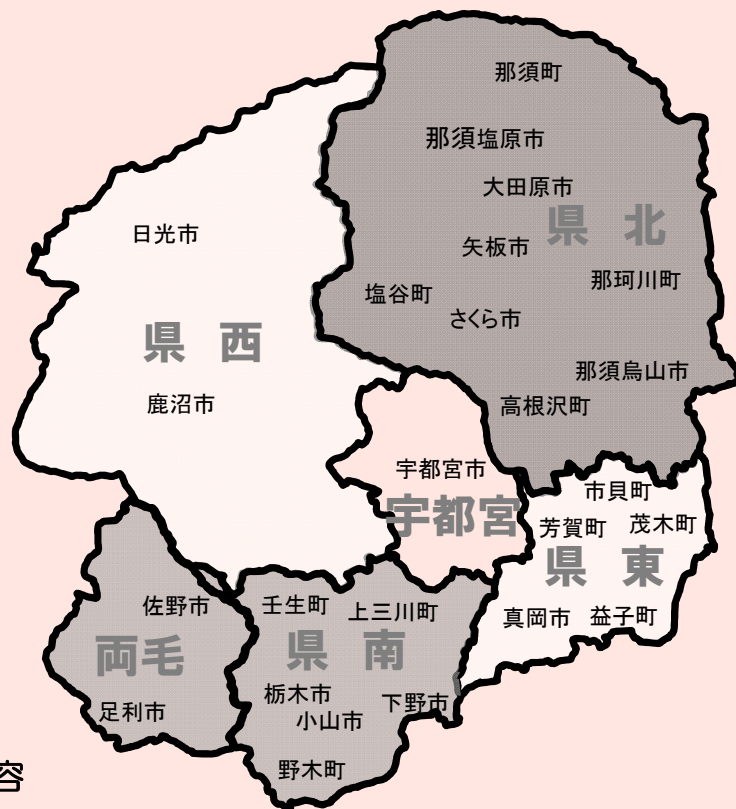 那須町
那須塩原市
大田原市
県 北
日光市
矢板市
那珂川町
塩谷町
さくら市
県 西
那須烏山市
鹿沼市
高根沢町
宇都宮市
市貝町
宇都宮
芳賀町
茂木町
県 東
佐野市
壬生町
上三川町
真岡市
益子町
両毛
県 南
栃木市
下野市
足利市
小山市
野木町
容